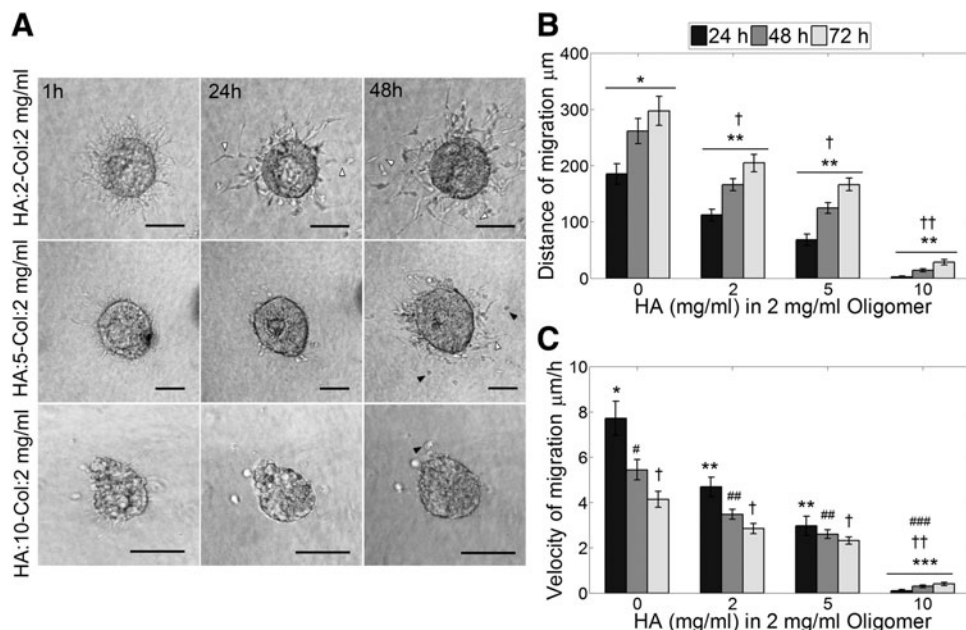 A
1h
24h
48h
HA:2-Col:2 mg/ml
HA:5-Col:2 mg/ml
HA:10-Col:2 mg/ml
B
24 h 48 h 72 h
Distance of migration μm
400
300
200
100
0
*
†
**
†
**
††
**
0 2 5 10
HA (mg/ml) in 2 mg/ml Oligomer
C
Velocity of migration μm/h
10
8
6
4
2
0
*
#
†
**
##
†
**
##
†
###
††
***
0 2 5 10
HA (mg/ml) in 2 mg/ml Oligomer